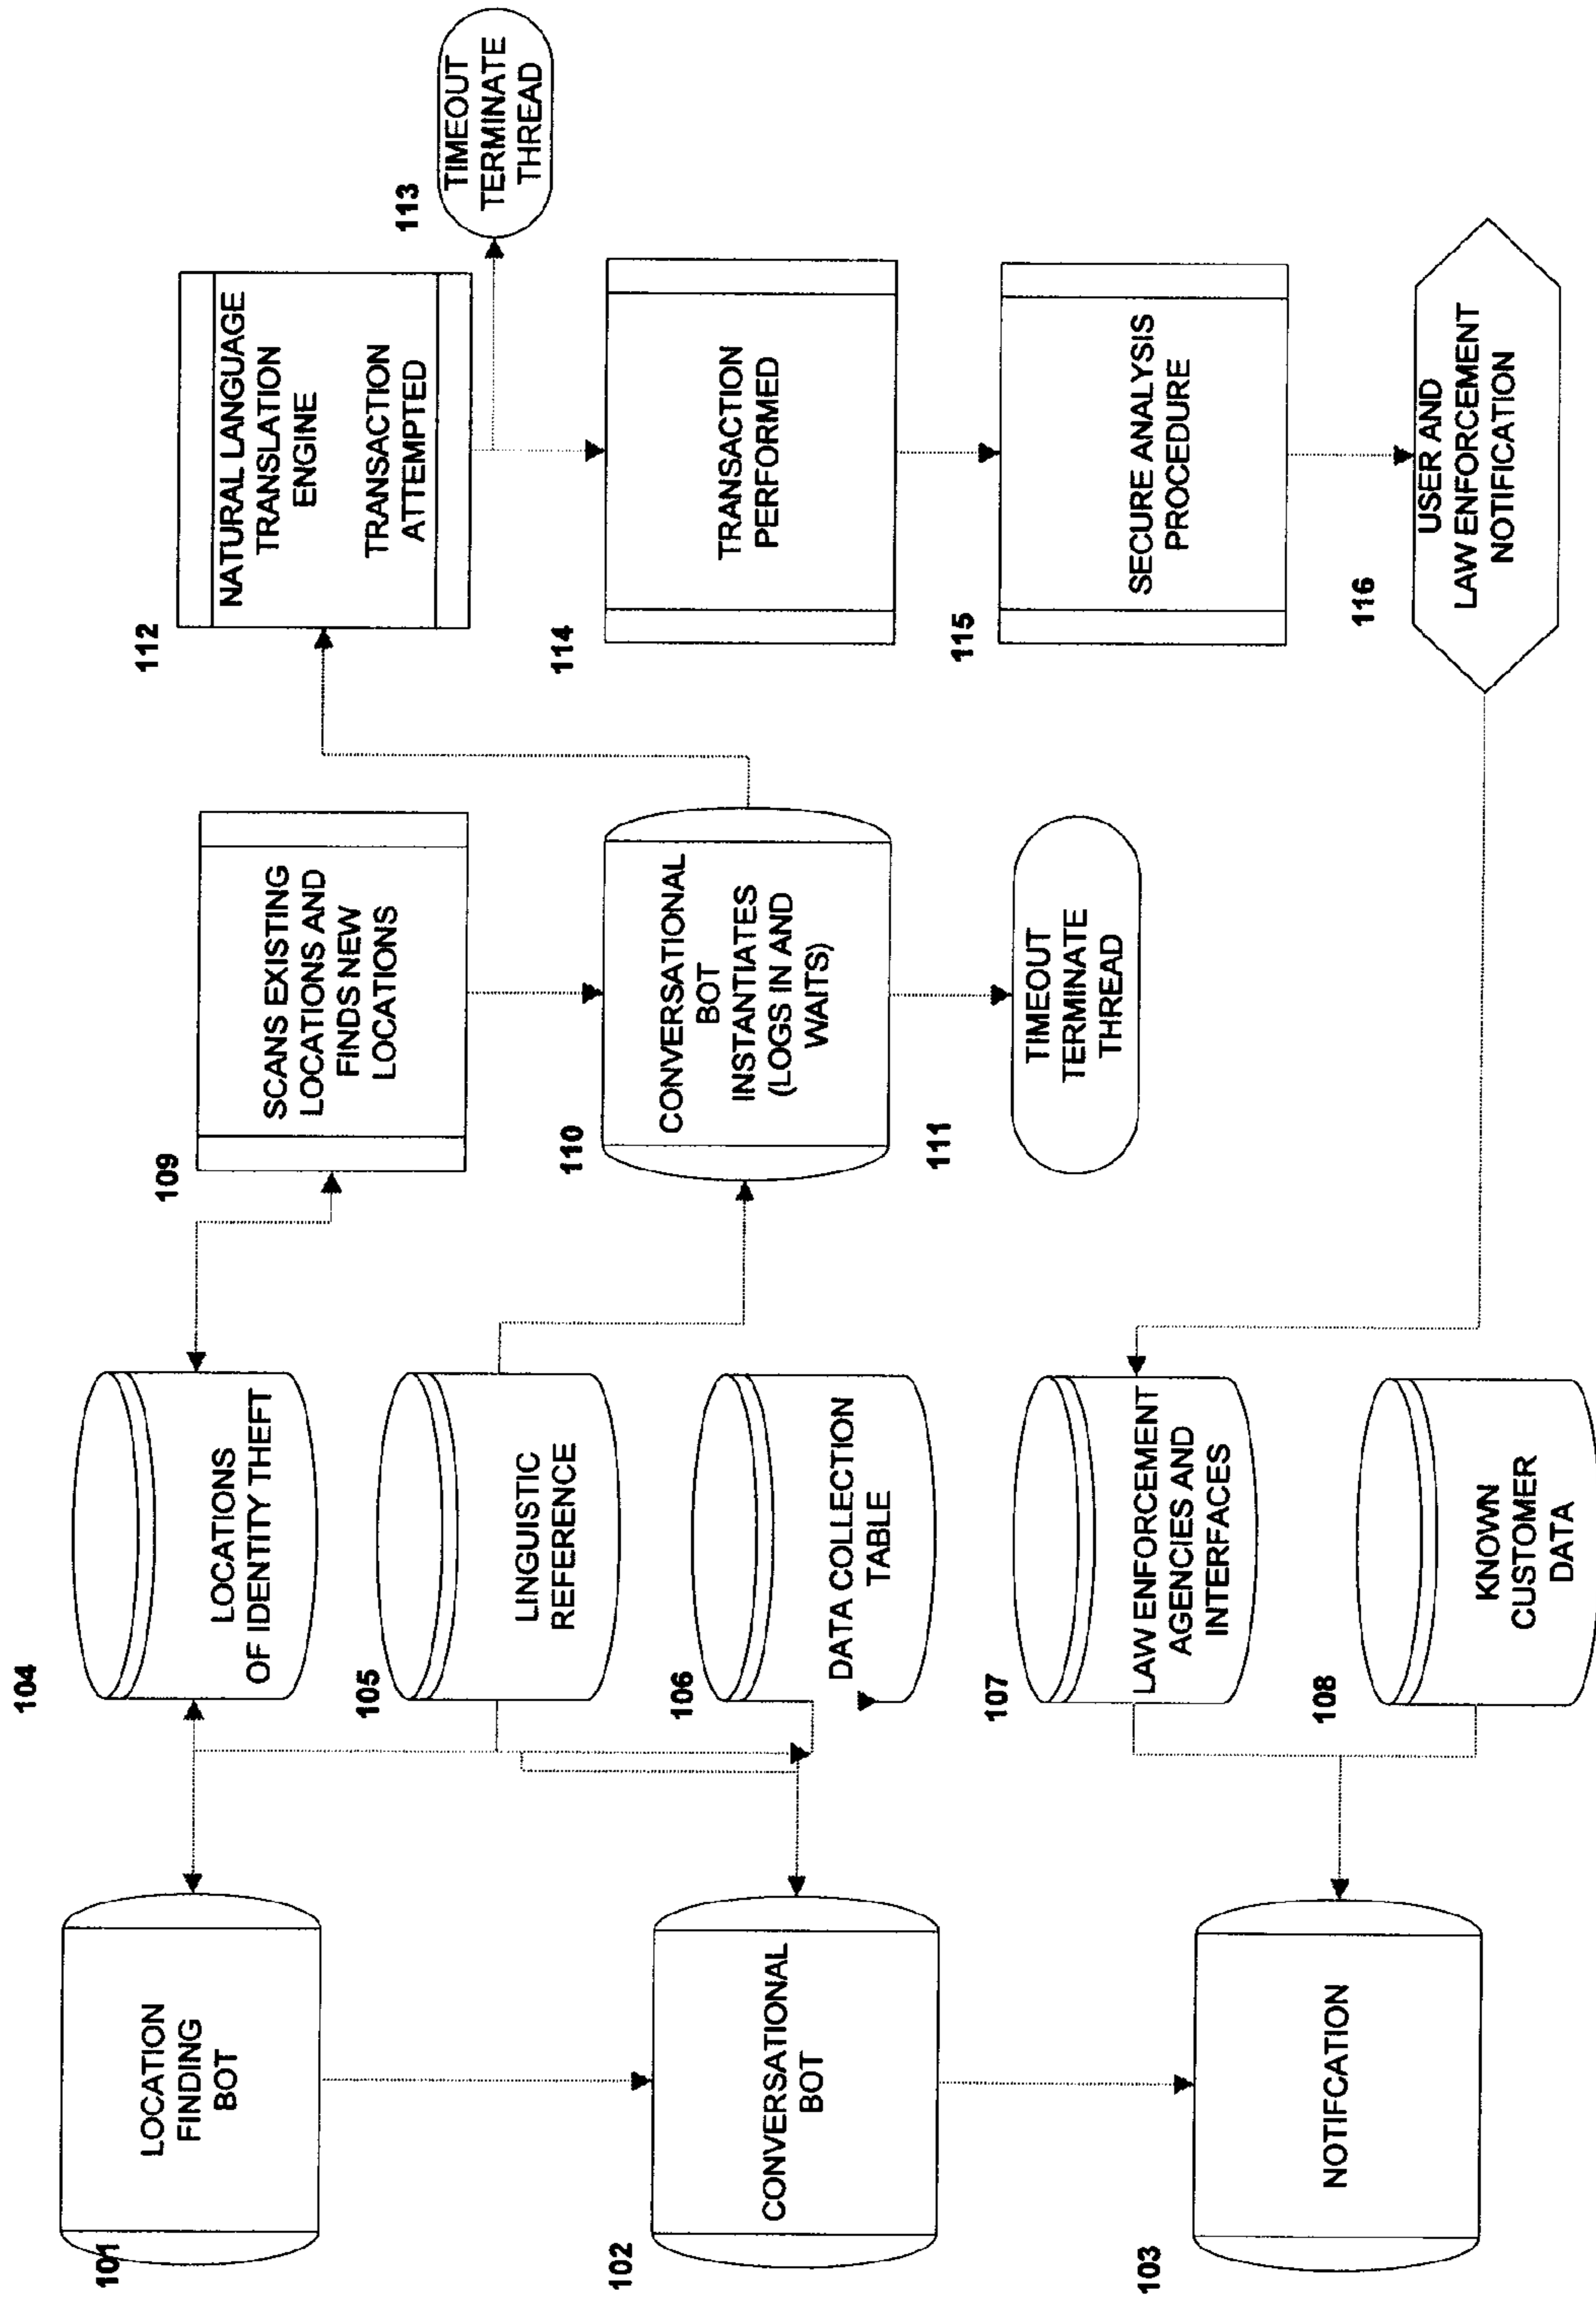 101
LOCATION
FINDING
BOT
102
CONVERSATIONAL
BOT
103
NOTIFCATION
104
LOCATIONS
OF IDENTITY THEFT
105
LINGUISTIC
REFERENCE
106
DATA COLLECTION
TABLE
107
LAW ENFORCEMENT
AGENCIES AND
INTERFACES
108
KNOWN
CUSTOMER
DATA
109
SCANS EXISTING
LOCATIONS AND
FINDS NEW
LOCATIONS
110
CONVERSATIONAL
BOT
INSTANTIATES
(LOGS IN AND
WAITS)
111
TIMEOUT
TERMINATE
THREAD
112
NATURAL LANGUAGE
TRANSLATION
ENGINE
TRANSACTION
ATTEMPTED
113
TIMEOUT
TERMINATE
THREAD
114
TRANSACTION
PERFORMED
115
SECURE ANALYSIS
PROCEDURE
116
USER AND
LAW ENFORCEMENT
NOTIFICATION